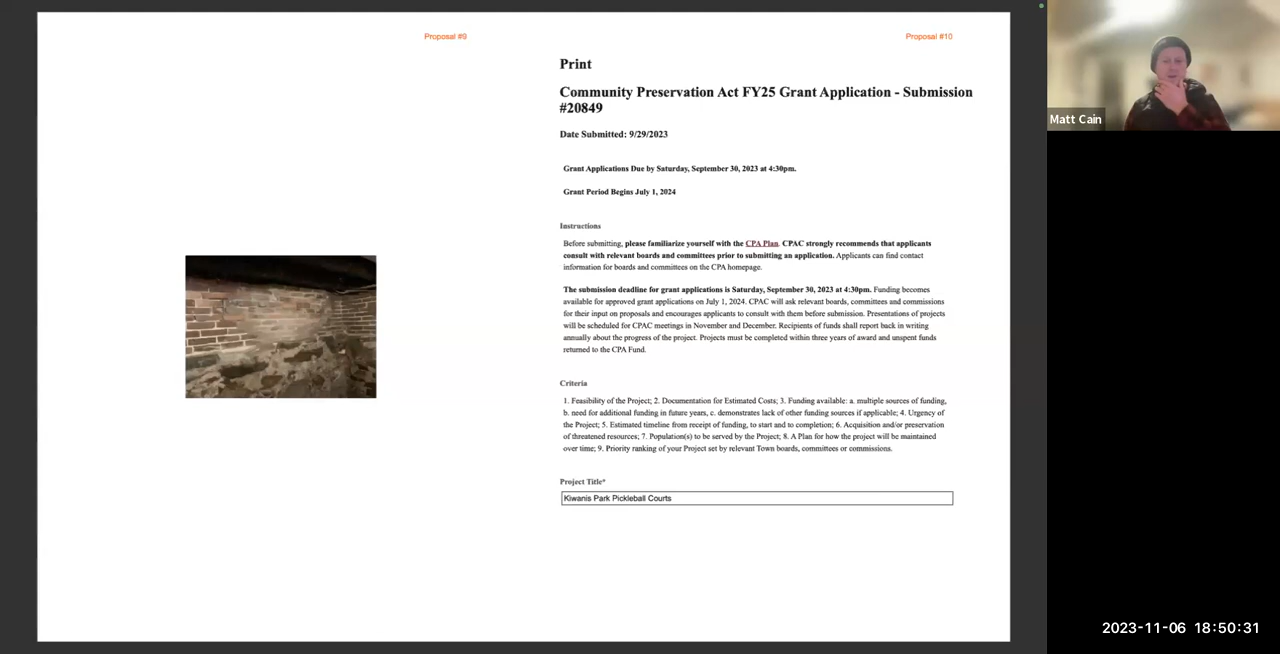 Proposal #9
Proposal #10
Print
Community Preservation Act FY25 Grant Application - Submission
#20849
Date Submitted: 9/29/2023
Grant Applications Due by Saturday, September 30, 2023 at 4:30pm.
Grant Period Begins July 1, 2024
Instructions
Before submitting, please familiarize yourself with the CPA Plan. CPAC strongly recommends that applicants
consult with relevant boards and committees prior to submitting an application. Applicants can find contact
information for boards and committees on the CPA homepage.
The submission deadline for grant applications is Saturday, September 30, 2023 at 4:30pm. Funding becomes
available for approved grant applications on July 1, 2024. CPAC will ask relevant boards, committees and commissions
for their input on proposals and encourages applicants to consult with them before submission. Presentations of projects
will be scheduled for CPAC meetings in November and December. Recipients of funds shall report back in writing
annually about the progress of the project. Projects must be completed within three years of award and unspent funds
returned to the CPA Fund.
Criteria
1. Feasibility of the Project; 2. Documentation for Estimated Costs; 3. Funding available: a. multiple sources of funding,
b. need for additional funding in future years, c. demonstrates lack of other funding sources if applicable; 4. Urgency of
the Project; 5. Estimated timeline from receipt of funding, to start and to completion; 6. Acquisition and/or preservation
of threatened resources; 7. Population(s) to be served by the Project; 8. A Plan for how the project will be maintained
over time; 9. Priority ranking of your Project set by relevant Town boards, committees or commissions.
Project Title*
Kiwanis Park Pickleball Courts
Matt Cain
2023-11-06 18:50:31